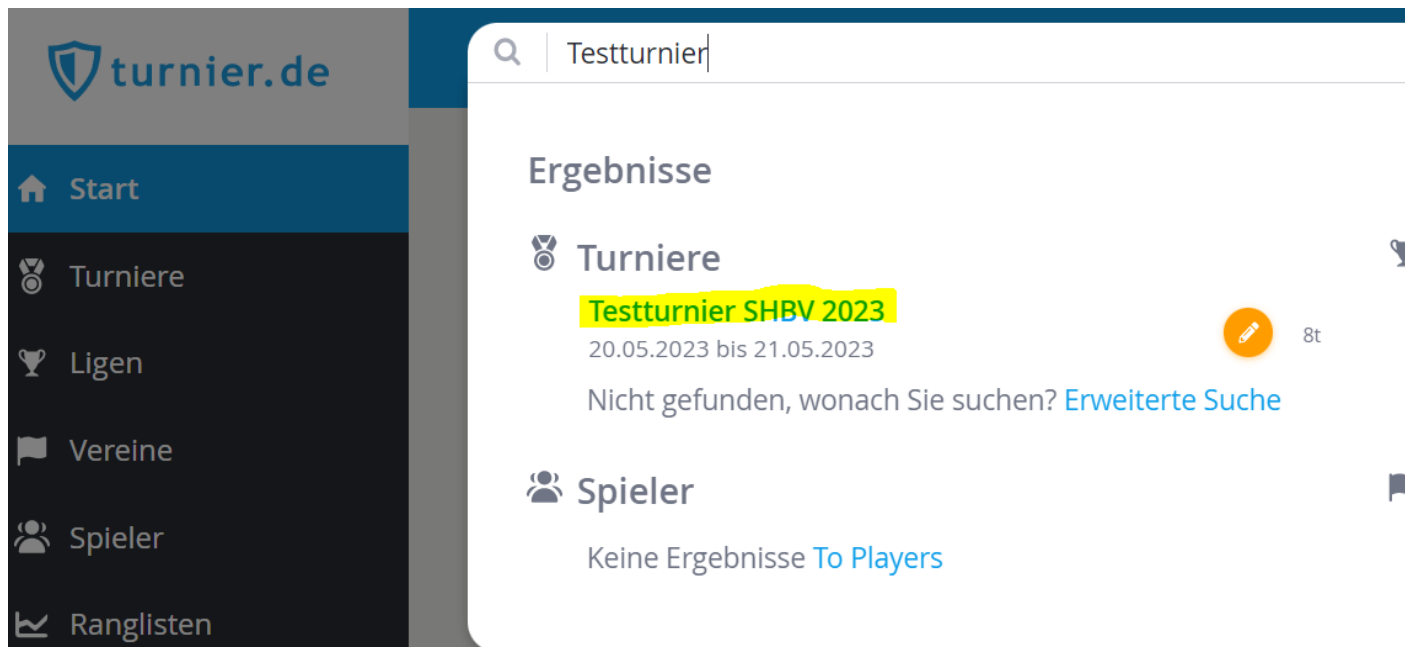 turnier.de
Start
Turniere
Ligen
Vereine
Spieler
Ranglisten
Testturnier
Ergebnisse
Turniere
Testturnier SHBV 2023
20.05.2023 bis 21.05.2023
8t
Nicht gefunden, wonach Sie suchen? Erweiterte Suche
Spieler
Keine Ergebnisse To Players